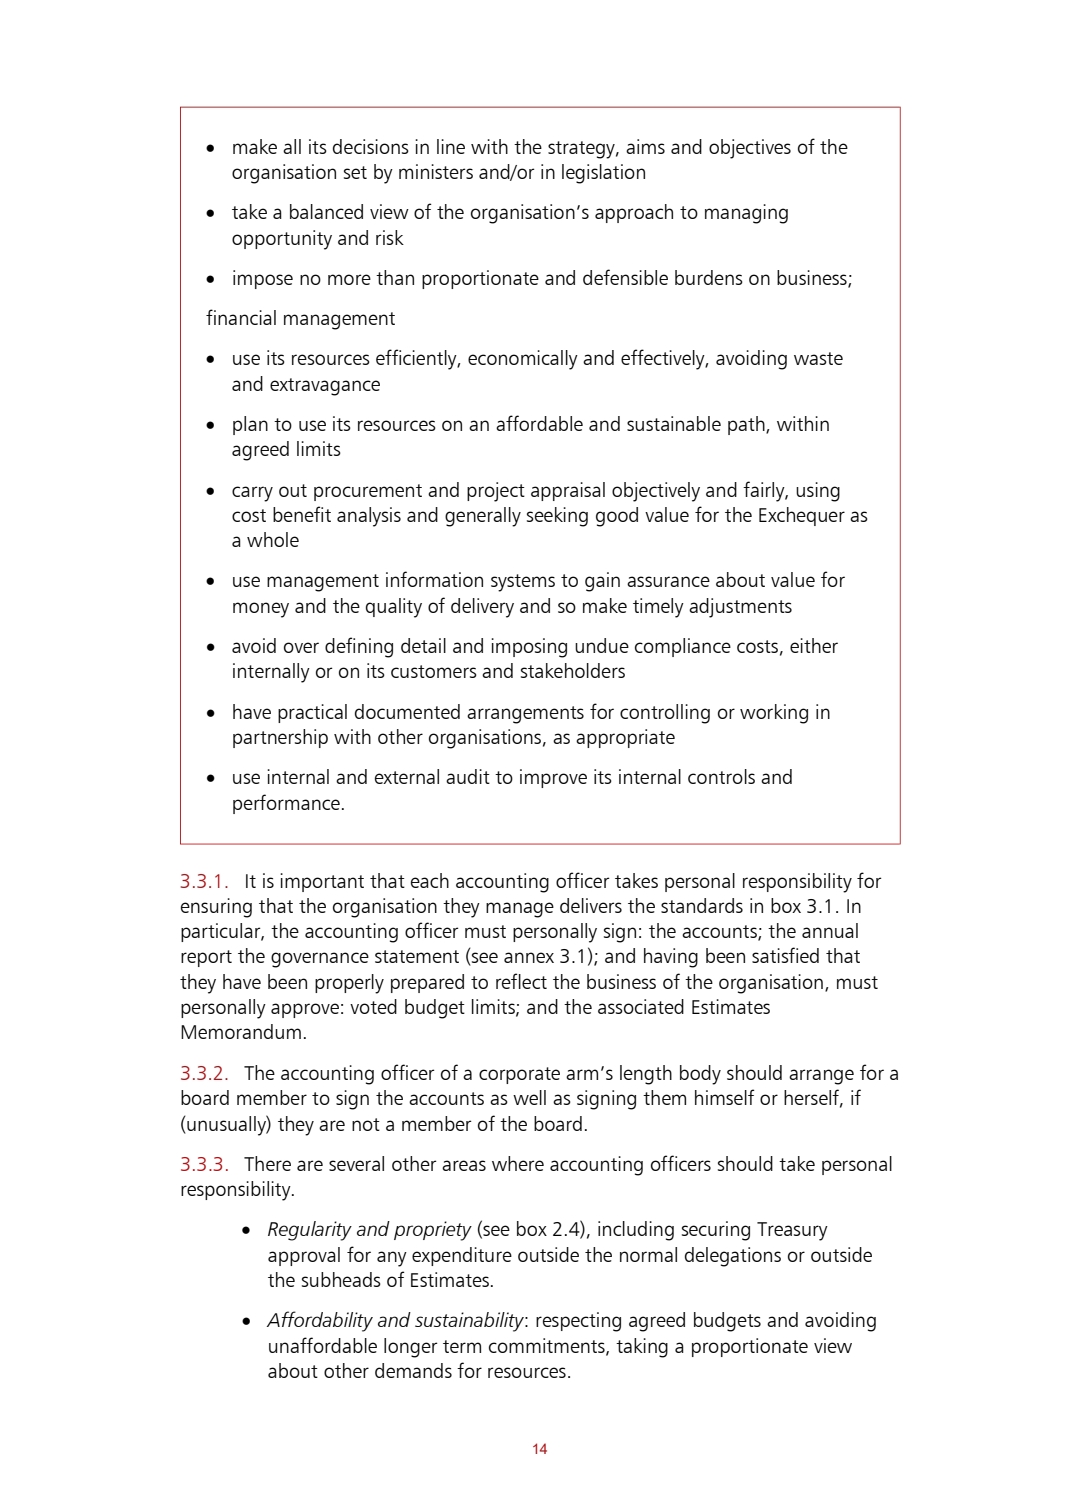 • make all its decisions in line with the strategy, aims and objectives of the
organisation set by ministers and/or in legislation
• take a balanced view of the organisation’s approach to managing
opportunity and risk
• impose no more than proportionate and defensible burdens on business;
financial management
• use its resources efficiently, economically and effectively, avoiding waste
and extravagance
• plan to use its resources on an affordable and sustainable path, within
agreed limits
• carry out procurement and project appraisal objectively and fairly, using
cost benefit analysis and generally seeking good value for the Exchequer as
a whole
• use management information systems to gain assurance about value for
money and the quality of delivery and so make timely adjustments
• avoid over defining detail and imposing undue compliance costs, either
internally or on its customers and stakeholders
• have practical documented arrangements for controlling or working in
partnership with other organisations, as appropriate
• use internal and external audit to improve its internal controls and
performance.
3.3.1. It is important that each accounting officer takes personal responsibility for
ensuring that the organisation they manage delivers the standards in box 3.1. In
particular, the accounting officer must personally sign: the accounts; the annual
report the governance statement (see annex 3.1); and having been satisfied that
they have been properly prepared to reflect the business of the organisation, must
personally approve: voted budget limits; and the associated Estimates
Memorandum.
3.3.2. The accounting officer of a corporate arm’s length body should arrange for a
board member to sign the accounts as well as signing them himself or herself, if
(unusually) they are not a member of the board.
3.3.3. There are several other areas where accounting officers should take personal
responsibility.
• Regularity and propriety (see box 2.4), including securing Treasury
approval for any expenditure outside the normal delegations or outside
the subheads of Estimates.
• Affordability and sustainability: respecting agreed budgets and avoiding
unaffordable longer term commitments, taking a proportionate view
about other demands for resources.
14